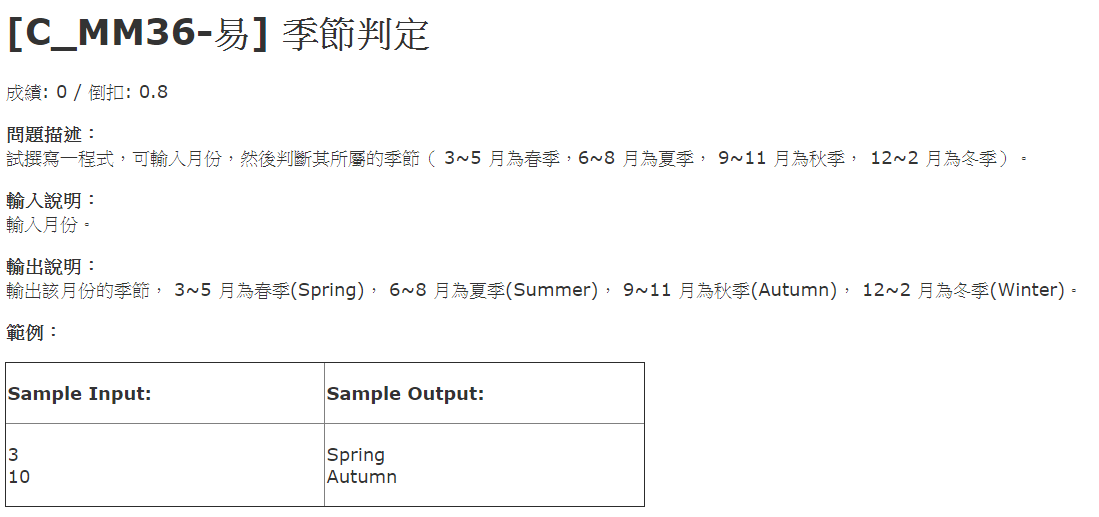 [C_MM36-易] 季節判定
成績: 0 / 倒扣: 0.8
問題描述：
試撰寫一程式，可輸入月份，然後判斷其所屬的季節（ 3~5 月為春季，6~8 月為夏季， 9~11 月為秋季， 12~2 月為冬季）。
輸入說明：
輸入月份。
輸出說明：
輸出該月份的季節， 3~5 月為春季(Spring)， 6~8 月為夏季(Summer)， 9~11 月為秋季(Autumn)， 12~2 月為冬季(Winter)。
範例：
Sample Input: Sample Output:
3 Spring
10 Autumn